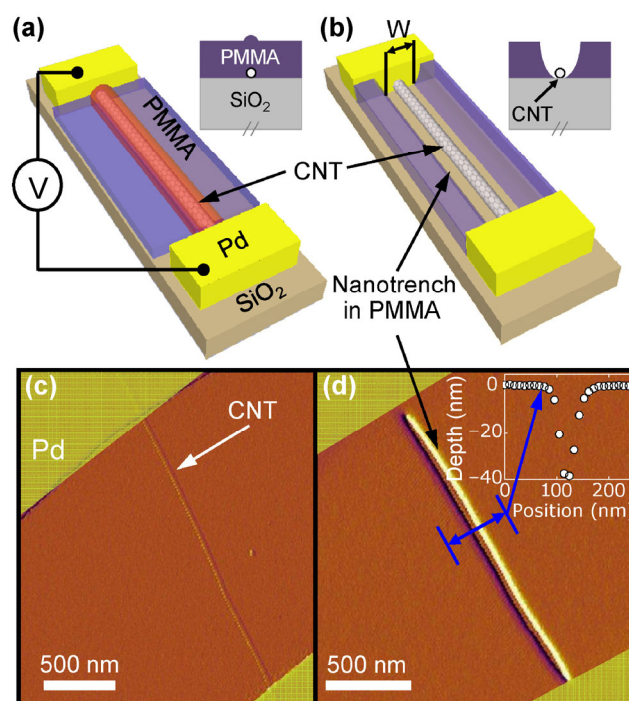 (a)
PMMA
SiO₂
PMMA
V
Pd
SiO₂
CNT
(b)
W
CNT
Nanotrench
in PMMA
(c)
CNT
Pd
500 nm
(d)
Depth (nm)
0
−20
−40
0
100
200
Position (nm
500 nm